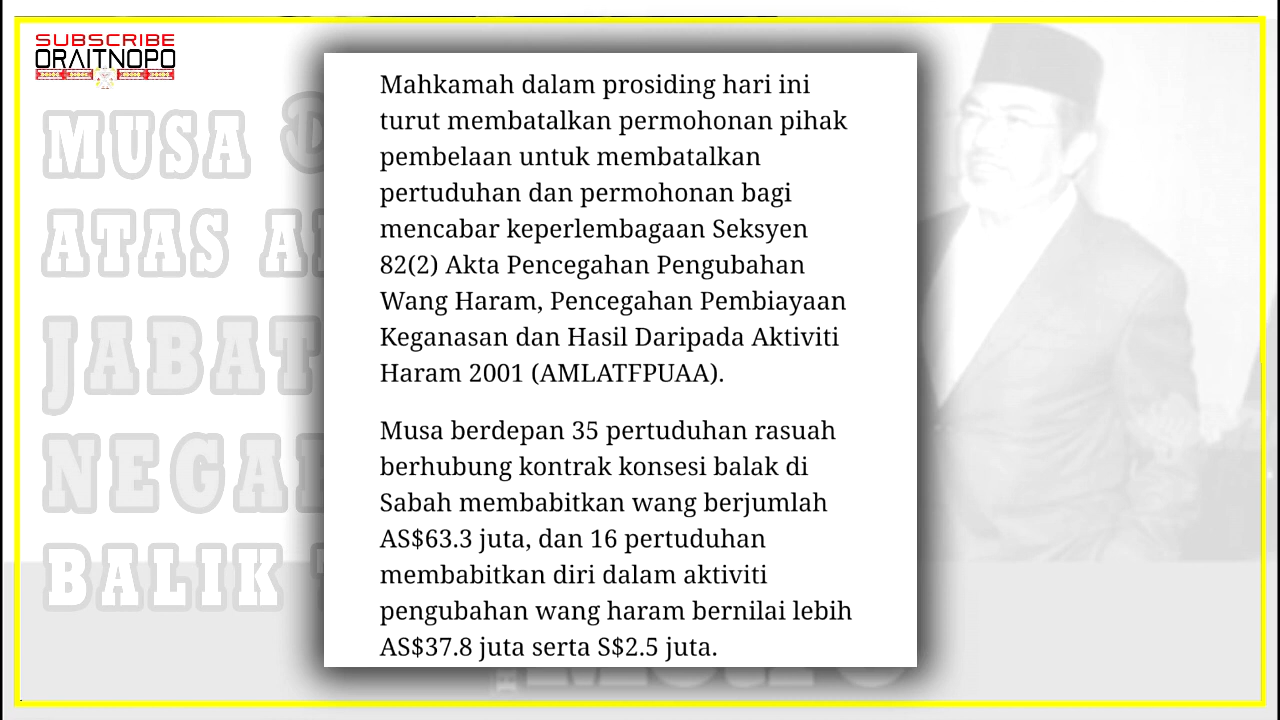 SUBSCRIBE
ORAITNOPO
MUSA
ATAS
JABAT
NEGAR
BALIK
Mahkamah dalam prosiding hari ini
turut membatalkan permohonan pihak
pembelaan untuk membatalkan
pertuduhan dan permohonan bagi
mencabar keperlembagaan Seksyen
82(2) Akta Pencegahan Pengubahan
Wang Haram, Pencegahan Pembiayaan
Keganasan dan Hasil Daripada Aktiviti
Haram 2001 (AMLATFPUAA).
Musa berdepan 35 pertuduhan rasuah
berhubung kontrak konsesi balak di
Sabah membabitkan wang berjumlah
AS$63.3 juta, dan 16 pertuduhan
membabitkan diri dalam aktiviti
pengubahan wang haram bernilai lebih
AS$37.8 juta serta S$2.5 juta.